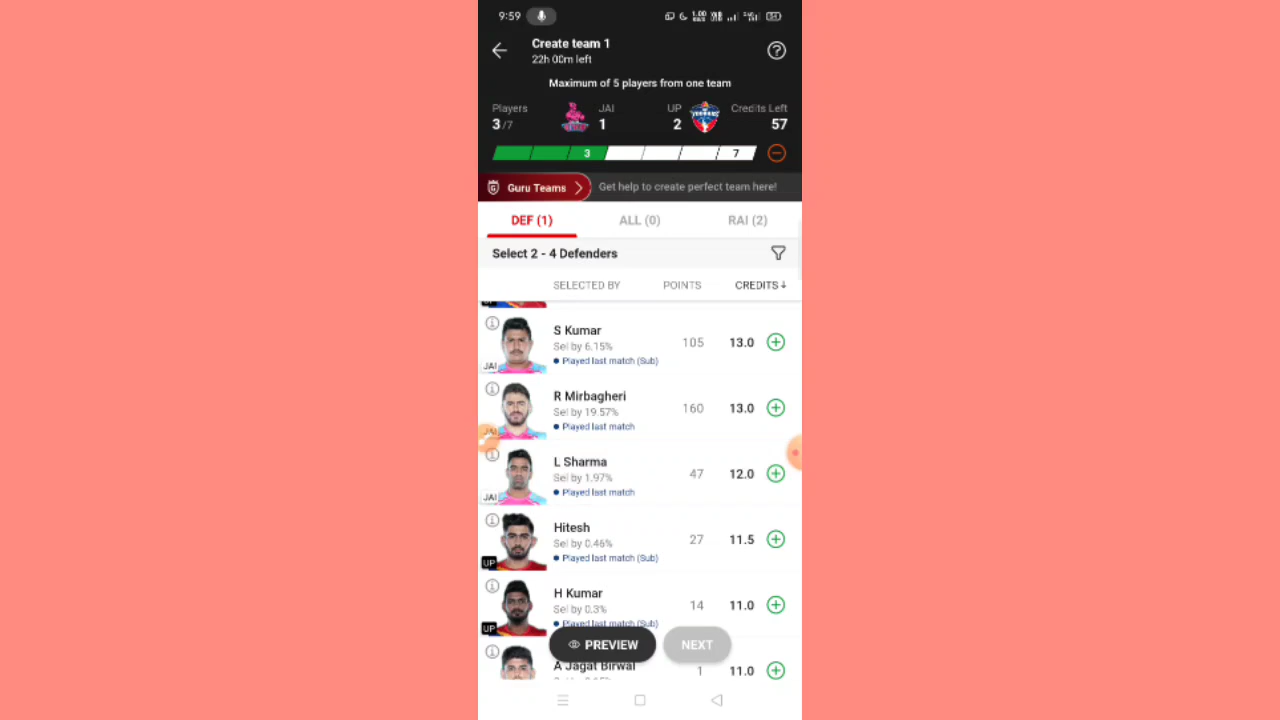 9:59
Create team 1
22h 00m left
Maximum of 5 players from one team
Players
3/7
JAI
1
UP
2
Credits Left
57
3
7
Guru Teams
Get help to create perfect team here!
DEF (1)
ALL (0)
RAI (2)
Select 2 - 4 Defenders
SELECTED BY
POINTS
CREDITS↓
S Kumar
Sel by 6.15%
Played last match (Sub)
JAI
105
13.0
R Mirbagheri
Sel by 19.57%
Played last match
160
13.0
L Sharma
Sel by 1.97%
Played last match
JAI
47
12.0
Hitesh
Sel by 0.46%
Played last match (Sub)
UP
27
11.5
H Kumar
Sel by 0.3%
Played last match (Sub)
UP
14
11.0
PREVIEW
NEXT
A Jagat Birwal
1
11.0